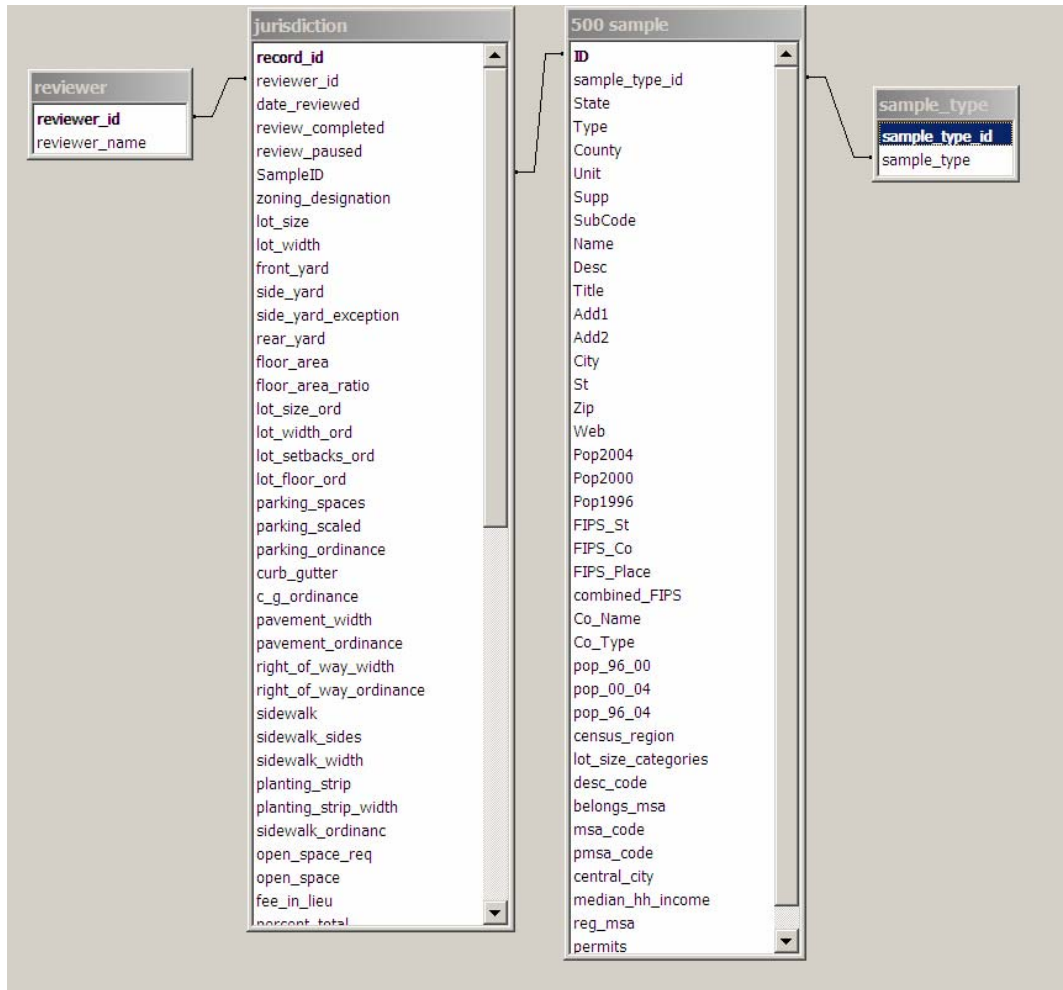 reviewer
reviewer_id
reviewer_name
jurisdiction
record_id
reviewer_id
date_reviewed
review_completed
review_paused
SampleID
zoning_designation
lot_size
lot_width
front_yard
side_yard
side_yard_exception
rear_yard
floor_area
floor_area_ratio
lot_size_ord
lot_width_ord
lot_setbacks_ord
lot_floor_ord
parking_spaces
parking_scaled
parking_ordinance
curb_gutter
c_g_ordinance
pavement_width
pavement_ordinance
right_of_way_width
right_of_way_ordinance
sidewalk
sidewalk_sides
sidewalk_width
planting_strip
planting_strip_width
sidewalk_ordinanc
open_space_req
open_space
fee_in_lieu
percent_total
500 sample
ID
sample_type_id
State
Type
County
Unit
Supp
SubCode
Name
Desc
Title
Add1
Add2
City
St
Zip
Web
Pop2004
Pop2000
Pop1996
FIPS_St
FIPS_Co
FIPS_Place
combined_FIPS
Co_Name
Co_Type
pop_96_00
pop_00_04
pop_96_04
census_region
lot_size_categories
desc_code
belongs_msa
msa_code
pmsa_code
central_city
median_hh_income
reg_msa
permits
sample_type
sample_type_id
sample_type